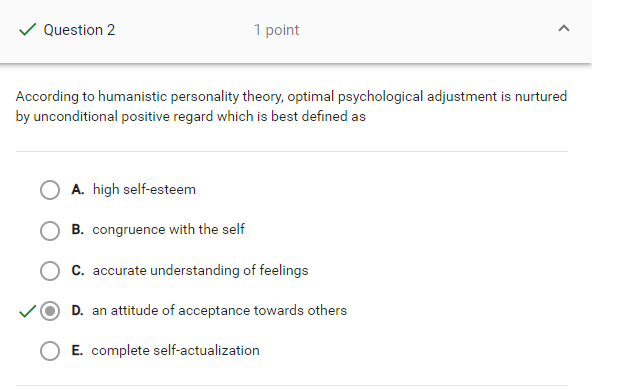 Question 2 1 point
According to humanistic personality theory, optimal psychological adjustment is nurtured
by unconditional positive regard which is best defined as
A. high self-esteem
B. congruence with the self
C. accurate understanding of feelings
D. an attitude of acceptance towards others
E. complete self-actualization